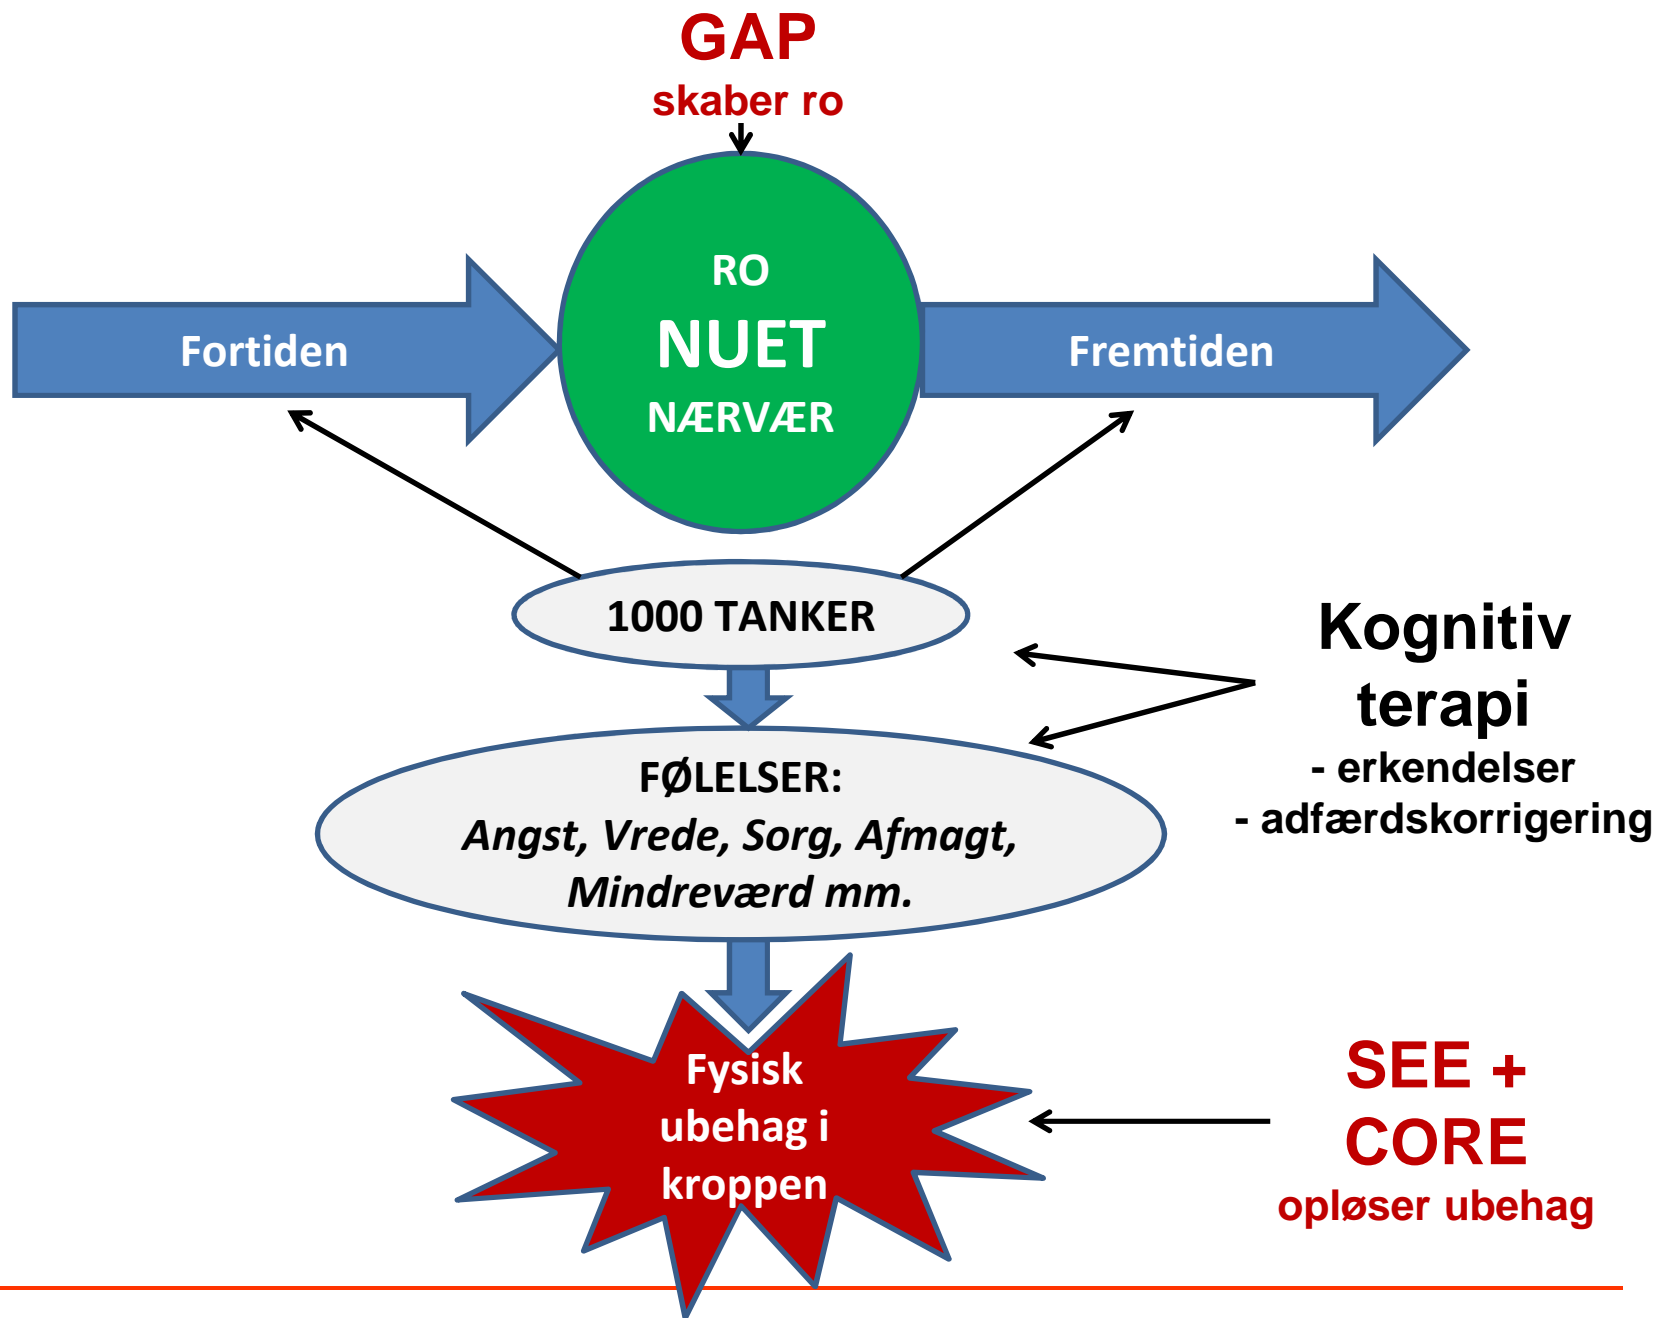 GAP
skaber ro
RO
NUET
NÆRVÆR
Fortiden
Fremtiden
1000 TANKER
FØLELSER:
Angst, Vrede, Sorg, Afmagt,
Mindreværd mm.
Kognitiv
terapi
- erkendelser
- adfærdskorrigering
Fysisk
ubehag i
kroppen
SEE +
CORE
opløser ubehag